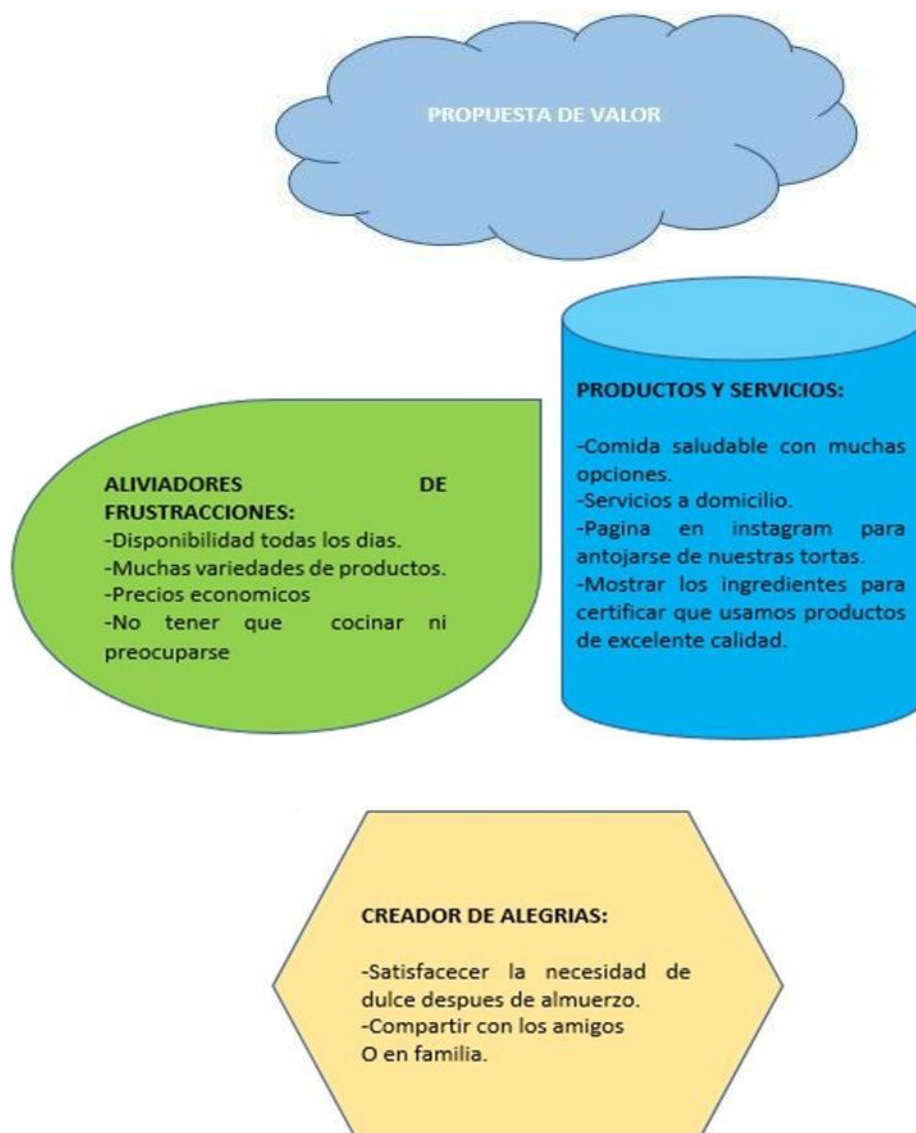 PROPUESTA DE VALOR
PRODUCTOS Y SERVICIOS:
-Comida saludable con muchas
opciones.
-Servicios a domicilio.
-Pagina en instagram para
antojarse de nuestras tortas.
-Mostrar los ingredientes para
certificar que usamos productos
de excelente calidad.
ALIVIADORES DE
FRUSTRACCIONES:
-Disponibilidad todas los dias.
-Muchas variedades de productos.
-Precios economicos
-No tener que cocinar ni
preocuparse
CREADOR DE ALEGRIAS:
-Satisfacecer la necesidad de
dulce despues de almuerzo.
-Compartir con los amigos
O en familia.